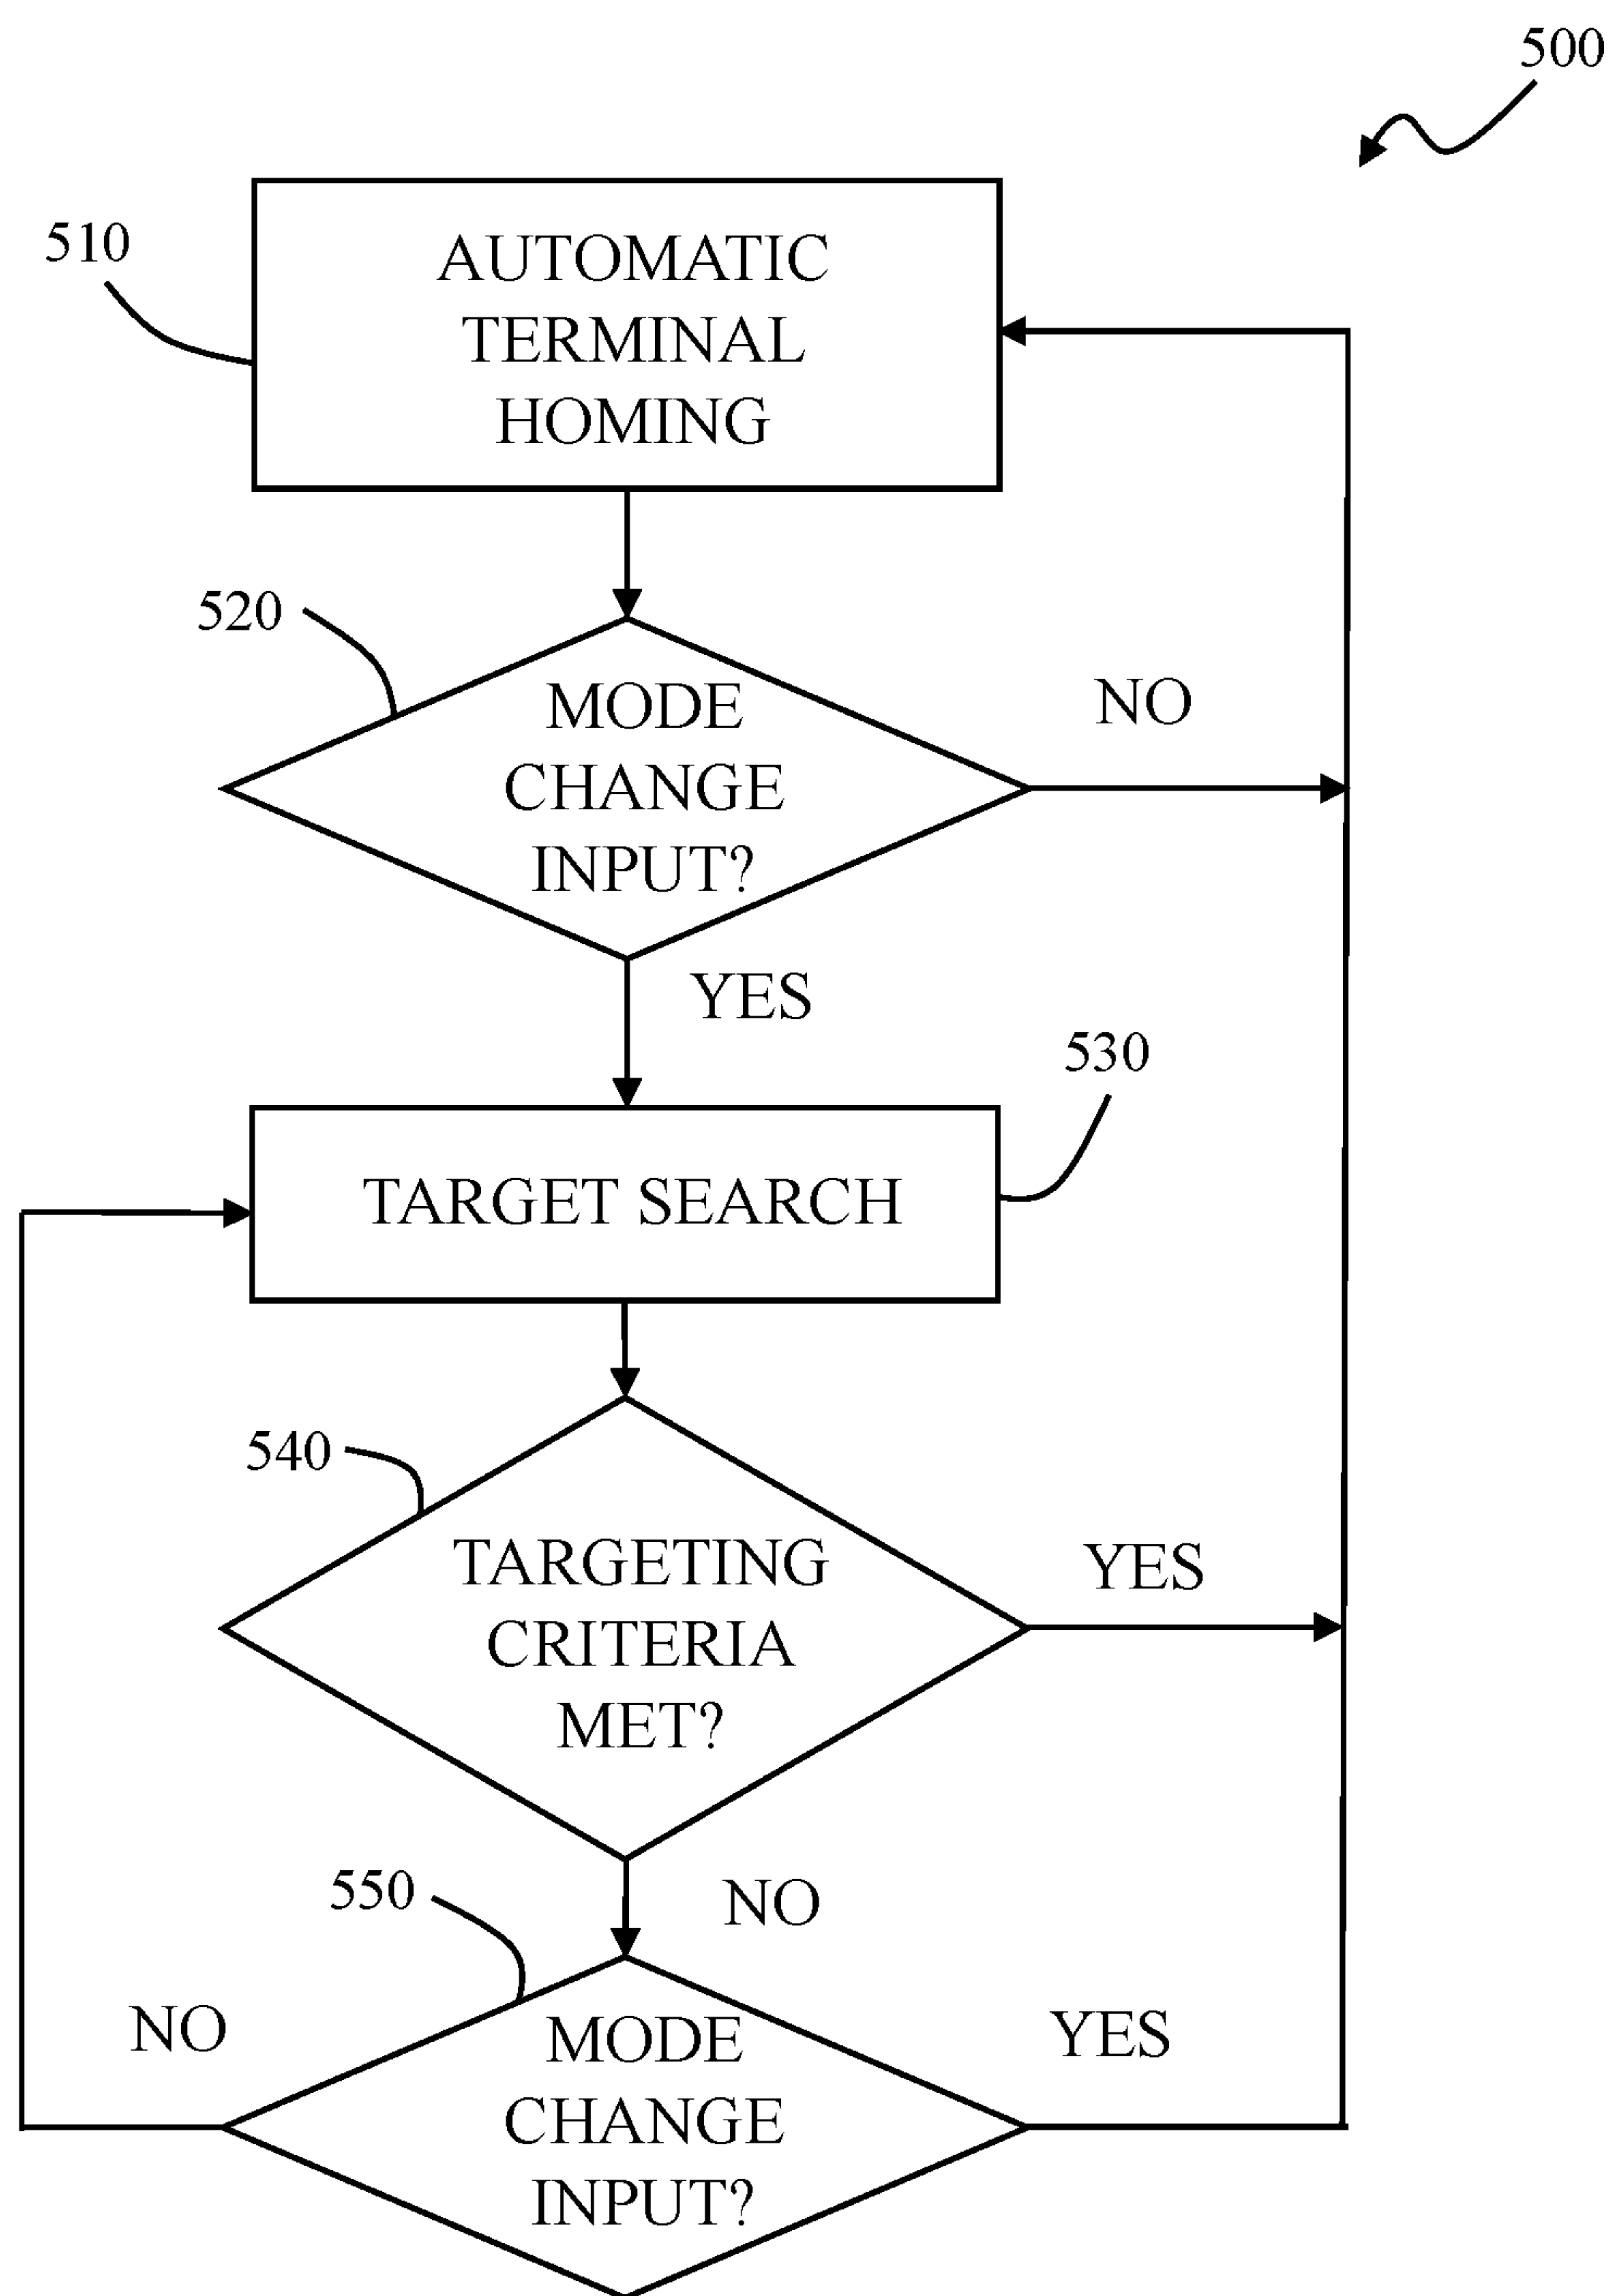 500
510
AUTOMATIC
TERMINAL
HOMING
520
MODE
CHANGE
INPUT?
NO
YES
530
TARGET SEARCH
540
TARGETING
CRITERIA
MET?
YES
550
NO
NO
MODE
CHANGE
INPUT?
YES